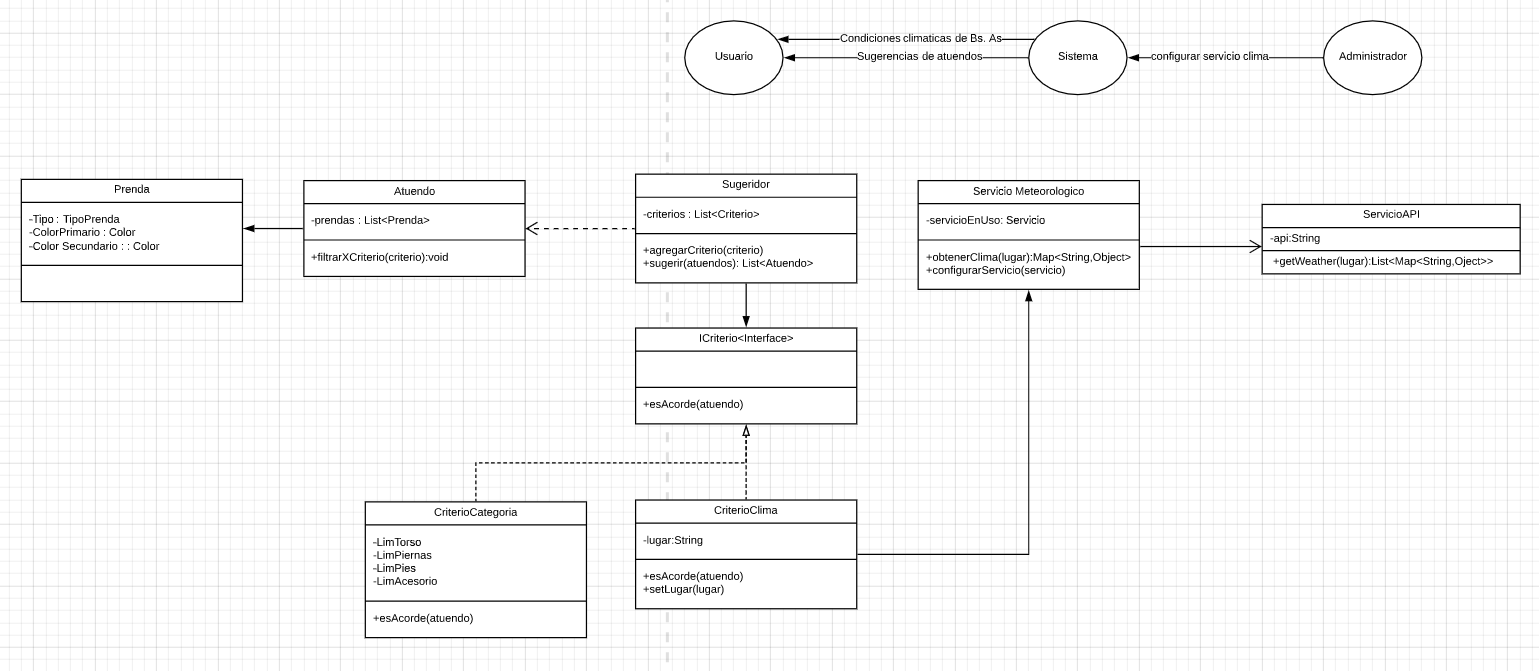 Usuario
Condiciones climaticas de Bs. As
Sugerencias de atuendos
Sistema
configurar servicio clima
Administrador
Prenda
-Tipo : TipoPrenda
-ColorPrimario : Color
-Color Secundario : : Color
Atuendo
-prendas : List<Prenda>
+filtrarXCriterio(criterio):void
Sugeridor
-criterios : List<Criterio>
+agregarCriterio(criterio)
+sugerir(atuendos): List<Atuendo>
Servicio Meteorologico
-servicioEnUso: Servicio
+obtenerClima(lugar):Map<String,Object>
+configurarServicio(servicio)
ServicioAPI
-api:String
+getWeather(lugar):List<Map<String,Oject>>
ICriterio<Interface>
+esAcorde(atuendo)
CriterioCategoria
-LimTorso
-LimPiernas
-LimPies
-LimAcesorio
+esAcorde(atuendo)
CriterioClima
-lugar:String
+esAcorde(atuendo)
+setLugar(lugar)